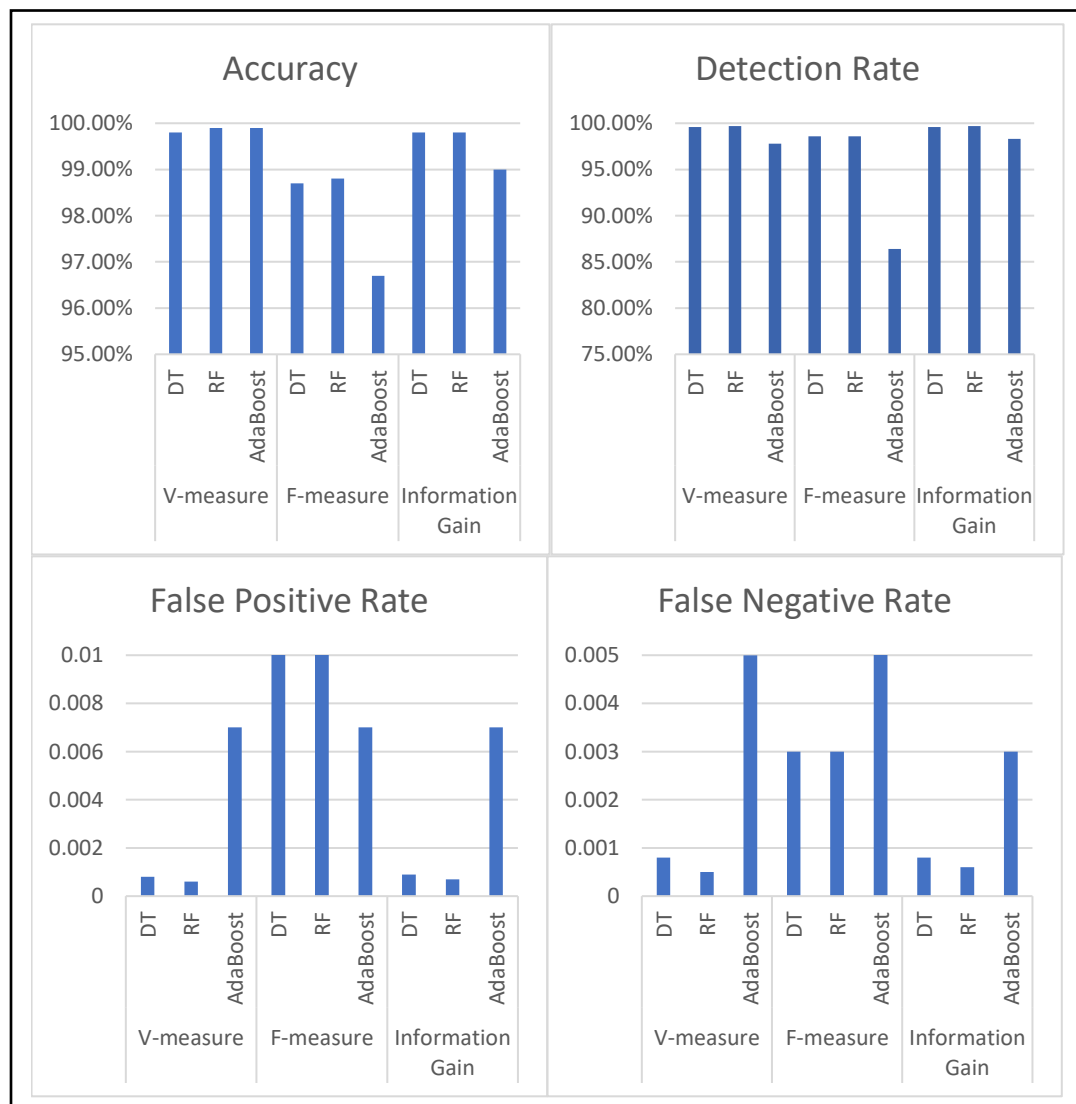 Accuracy
100.00%
99.00%
98.00%
97.00%
96.00%
95.00%
DT
RF
AdaBoost
DT
RF
AdaBoost
DT
RF
AdaBoost
V-measure
F-measure
Information
Gain
Detection Rate
100.00%
95.00%
90.00%
85.00%
80.00%
75.00%
DT
RF
AdaBoost
DT
RF
AdaBoost
DT
RF
AdaBoost
V-measure
F-measure
Information
Gain
False Positive Rate
0.01
0.008
0.006
0.004
0.002
0
DT
RF
AdaBoost
DT
RF
AdaBoost
DT
RF
AdaBoost
V-measure
F-measure
Information
Gain
False Negative Rate
0.005
0.004
0.003
0.002
0.001
0
DT
RF
AdaBoost
DT
RF
AdaBoost
DT
RF
AdaBoost
V-measure
F-measure
Information
Gain